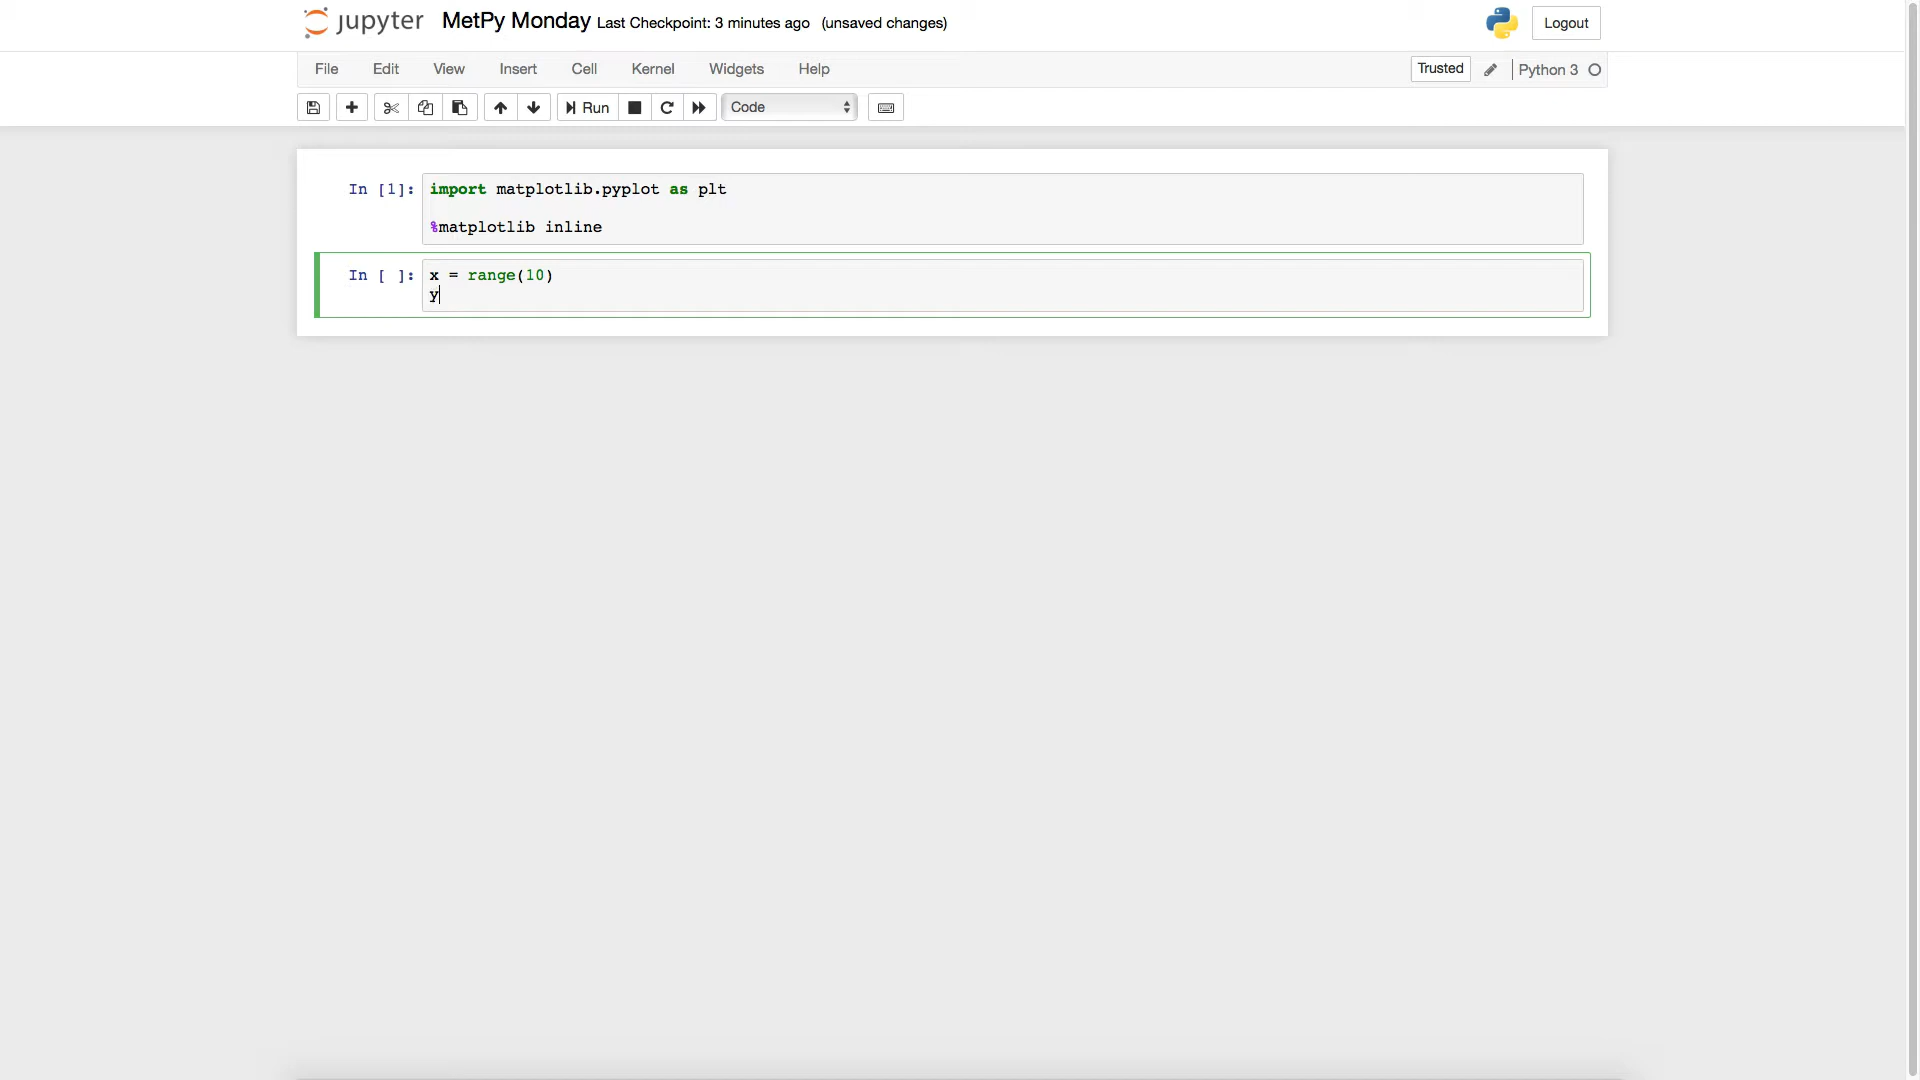 jupyter MetPy Monday Last Checkpoint: 3 minutes ago (unsaved changes) Logout
File Edit View Insert Cell Kernel Widgets Help Trusted Python 3
Run Code
In [1]: import matplotlib.pyplot as plt
%matplotlib inline
In [ ]: x = range(10)
y